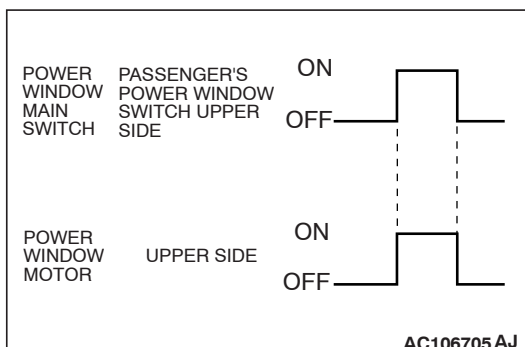 POWER WINDOW MAIN SWITCH
PASSENGER'S POWER WINDOW SWITCH UPPER SIDE
ON
OFF
POWER WINDOW MOTOR
UPPER SIDE
ON
OFF
AC106705 AJ